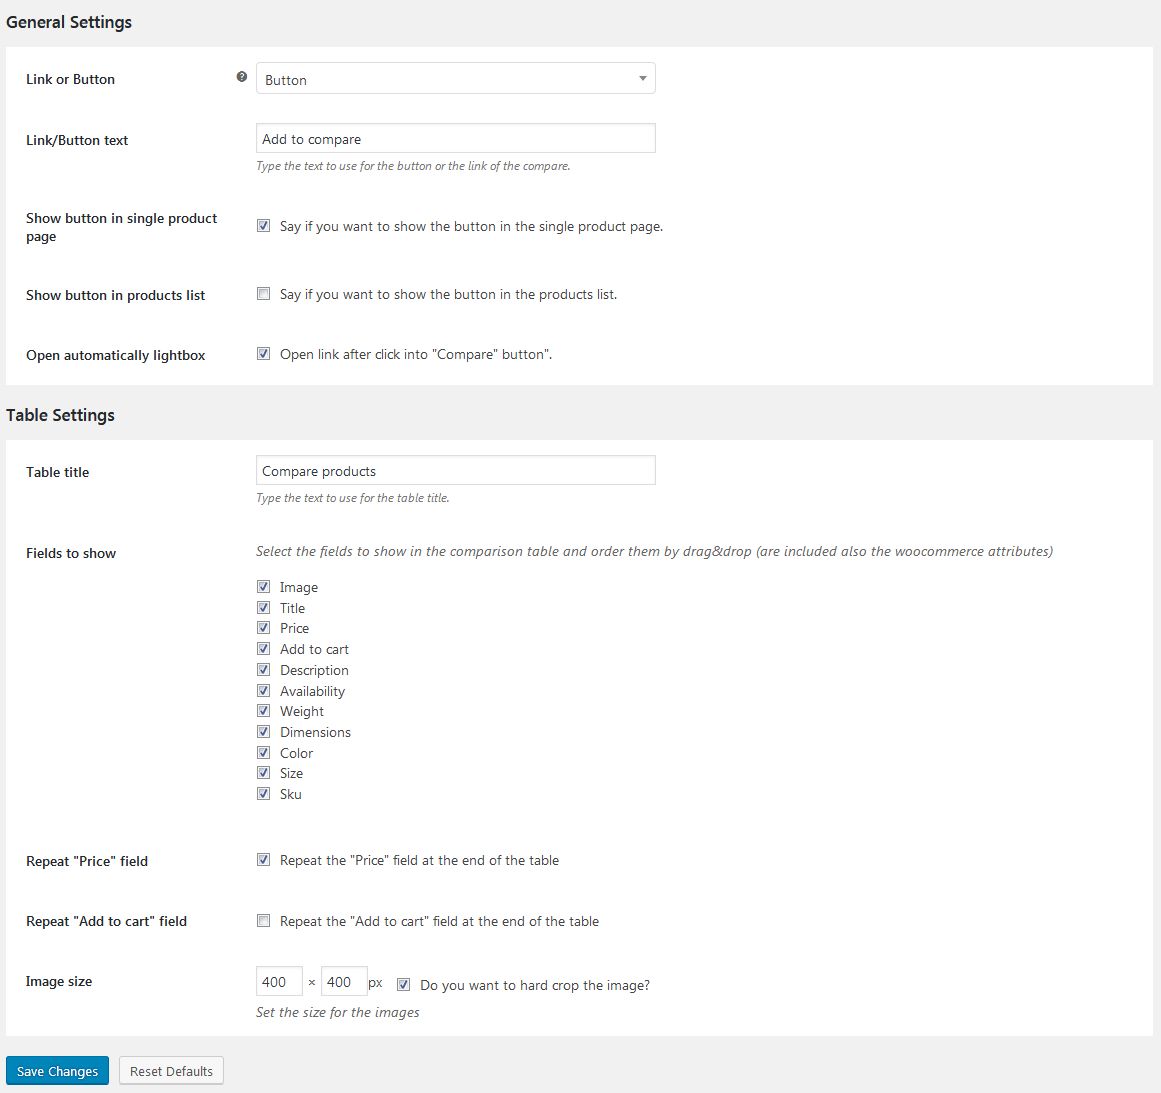 General Settings
Link or Button
Button
Link/Button text
Add to compare
Type the text to use for the button or the link of the compare.
Show button in single product
page
Say if you want to show the button in the single product page.
Show button in products list
Say if you want to show the button in the products list.
Open automatically lightbox
Open link after click into "Compare" button".
Table Settings
Table title
Compare products
Type the text to use for the table title.
Fields to show
Select the fields to show in the comparison table and order them by drag&drop (are included also the woocommerce attributes)
Image
Title
Price
Add to cart
Description
Availability
Weight
Dimensions
Color
Size
Sku
Repeat "Price" field
Repeat the "Price" field at the end of the table
Repeat "Add to cart" field
Repeat the "Add to cart" field at the end of the table
Image size
400 × 400 px Do you want to hard crop the image?
Set the size for the images
Save Changes Reset Defaults